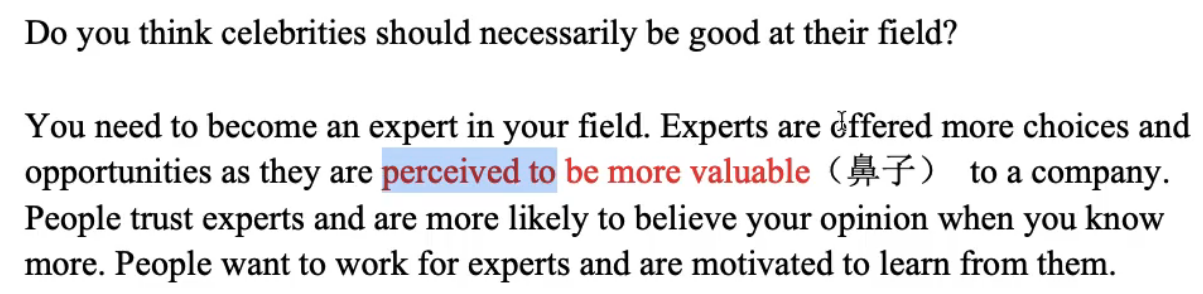 Do you think celebrities should necessarily be good at their field?
You need to become an expert in your field. Experts are offered more choices and
opportunities as they are perceived to be more valuable（鼻子） to a company.
People trust experts and are more likely to believe your opinion when you know
more. People want to work for experts and are motivated to learn from them.